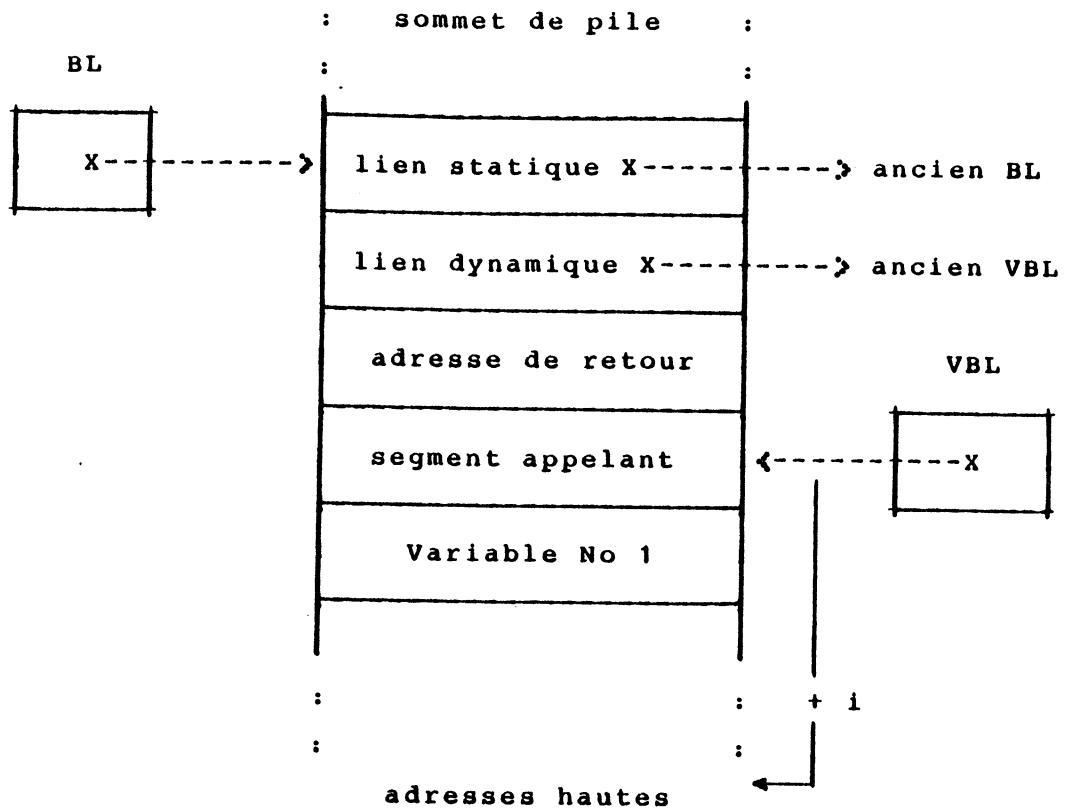 : sommet de pile :
BL
: :
X---------> lien statique X---------> ancien BL
lien dynamique X---------> ancien VBL
adresse de retour
VBL
segment appelant <---------X
Variable No 1
: : + i
: :
adresses hautes